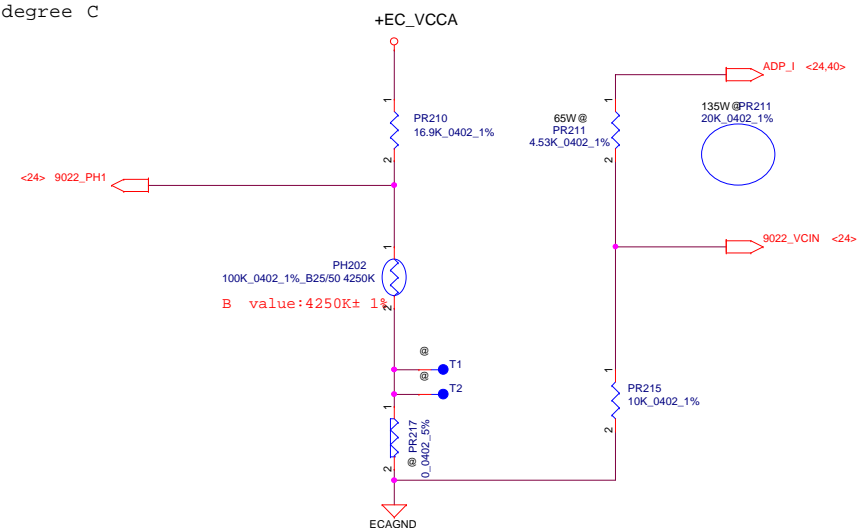 degree C
+EC_VCCA
ADP_I <24,40>
1
PR210
16.9K_0402_1%
2
1
65W@
PR211
4.53K_0402_1%
2
135W@PR211
20K_0402_1%
<24> 9022_PH1
9022_VCIN <24>
1
PH202
100K_0402_1%_B25/50 4250K
B value:4250K± 1%
2
@
T1
@
T2
1
@ PR217
0_0402_5%
2
1
PR215
10K_0402_1%
2
ECAGND